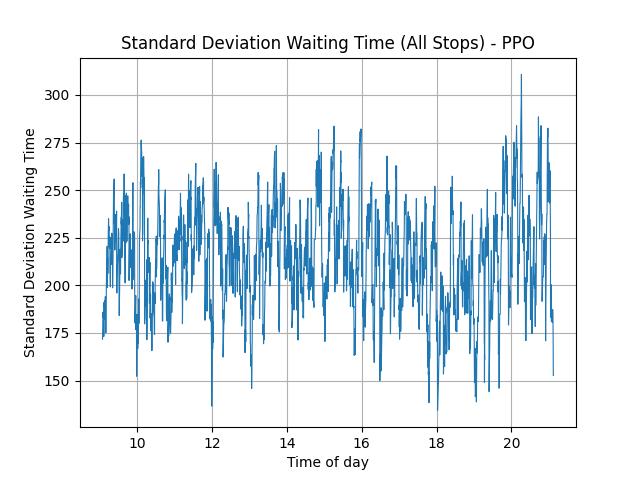 Standard Deviation Waiting Time (All Stops) - PPO
Standard Deviation Waiting Time
300
275
250
225
200
175
150
10 12 14 16 18 20
Time of day